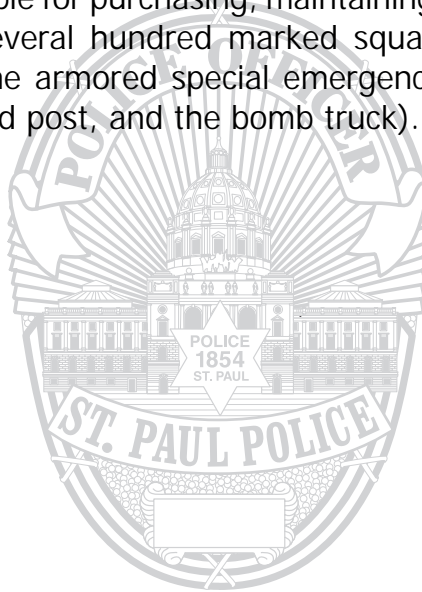 ble for purchasing, maintaining
everal hundred marked squa
ne armored special emergenc
d post, and the bomb truck).
POLICE OFFICER
POLICE
1854
ST. PAUL
ST. PAUL POLICE